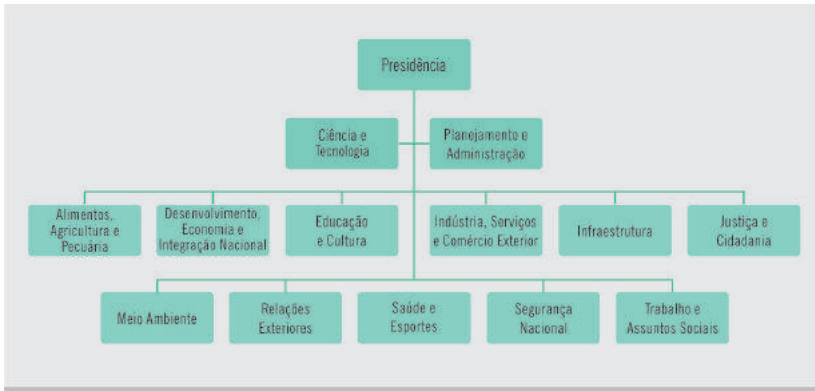 Presidência
Ciência e
Tecnologia
Planejamento e
Administração
Alimentos,
Agricultura e
Pecuária
Desenvolvimento,
Economia e
Integração Nacional
Educação
e Cultura
Indústria, Serviços
e Comércio Exterior
Infraestrutura
Justiça e
Cidadania
Meio Ambiente
Relações
Exteriores
Saúde e
Esportes
Segurança
Nacional
Trabalho e
Assuntos Sociais